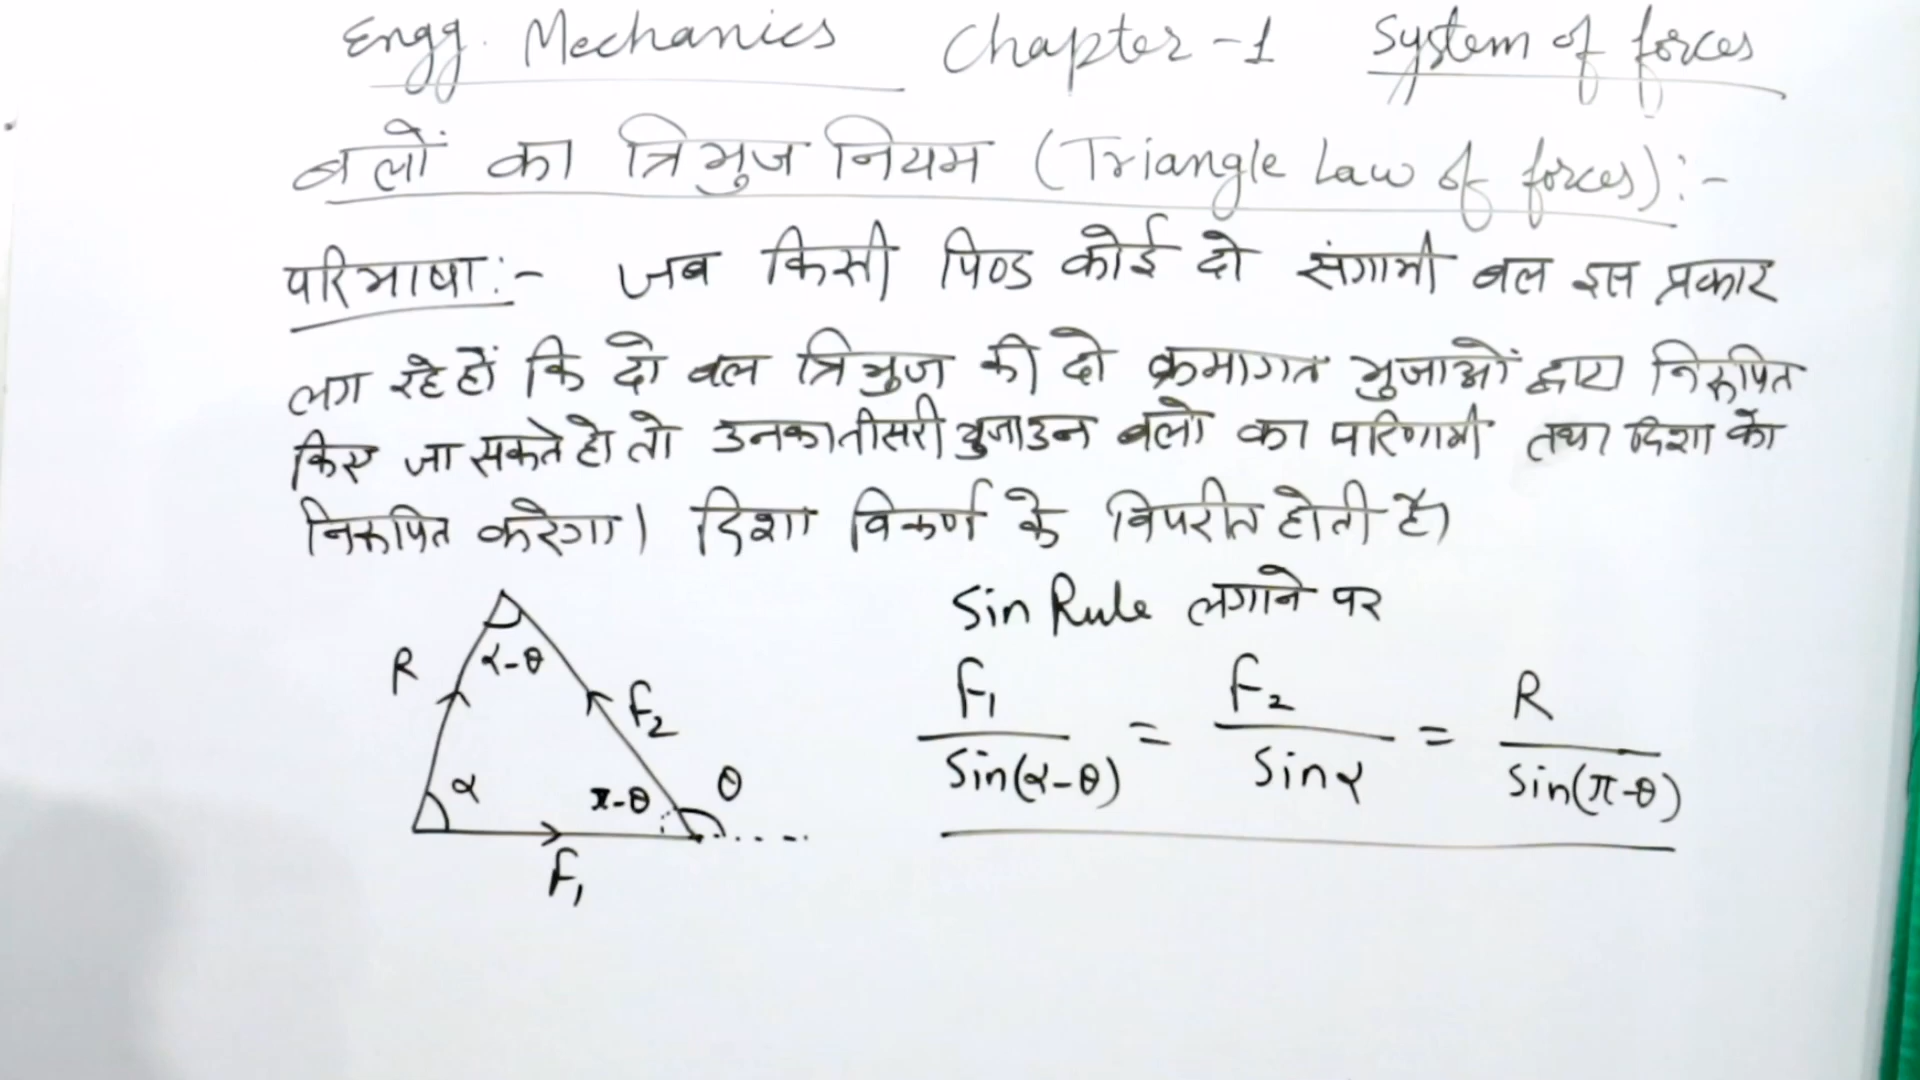 Engg. Mechanics Chapter-1 System of forces
बलों का त्रिभुज नियम (Triangle Law of forces):-
परिभाषा:- जब किसी पिण्ड कोई दो संगामी बल इस प्रकार
लग रहे हों कि दो बल त्रिभुज की दो क्रमागत भुजाओं द्वारा निरूपित
किए जा सकते हो तो उनका तीसरी भुजा उन बलो का परिणामी तथा दिशा को
निरूपित करेगा। दिशा विकर्ण के विपरीत होती है।
Sin Rule लगाने पर
R α-θ F₂
α π-θ θ
F₁
F₁/Sin(α-θ) = F₂/Sinα = R/Sin(π-θ)